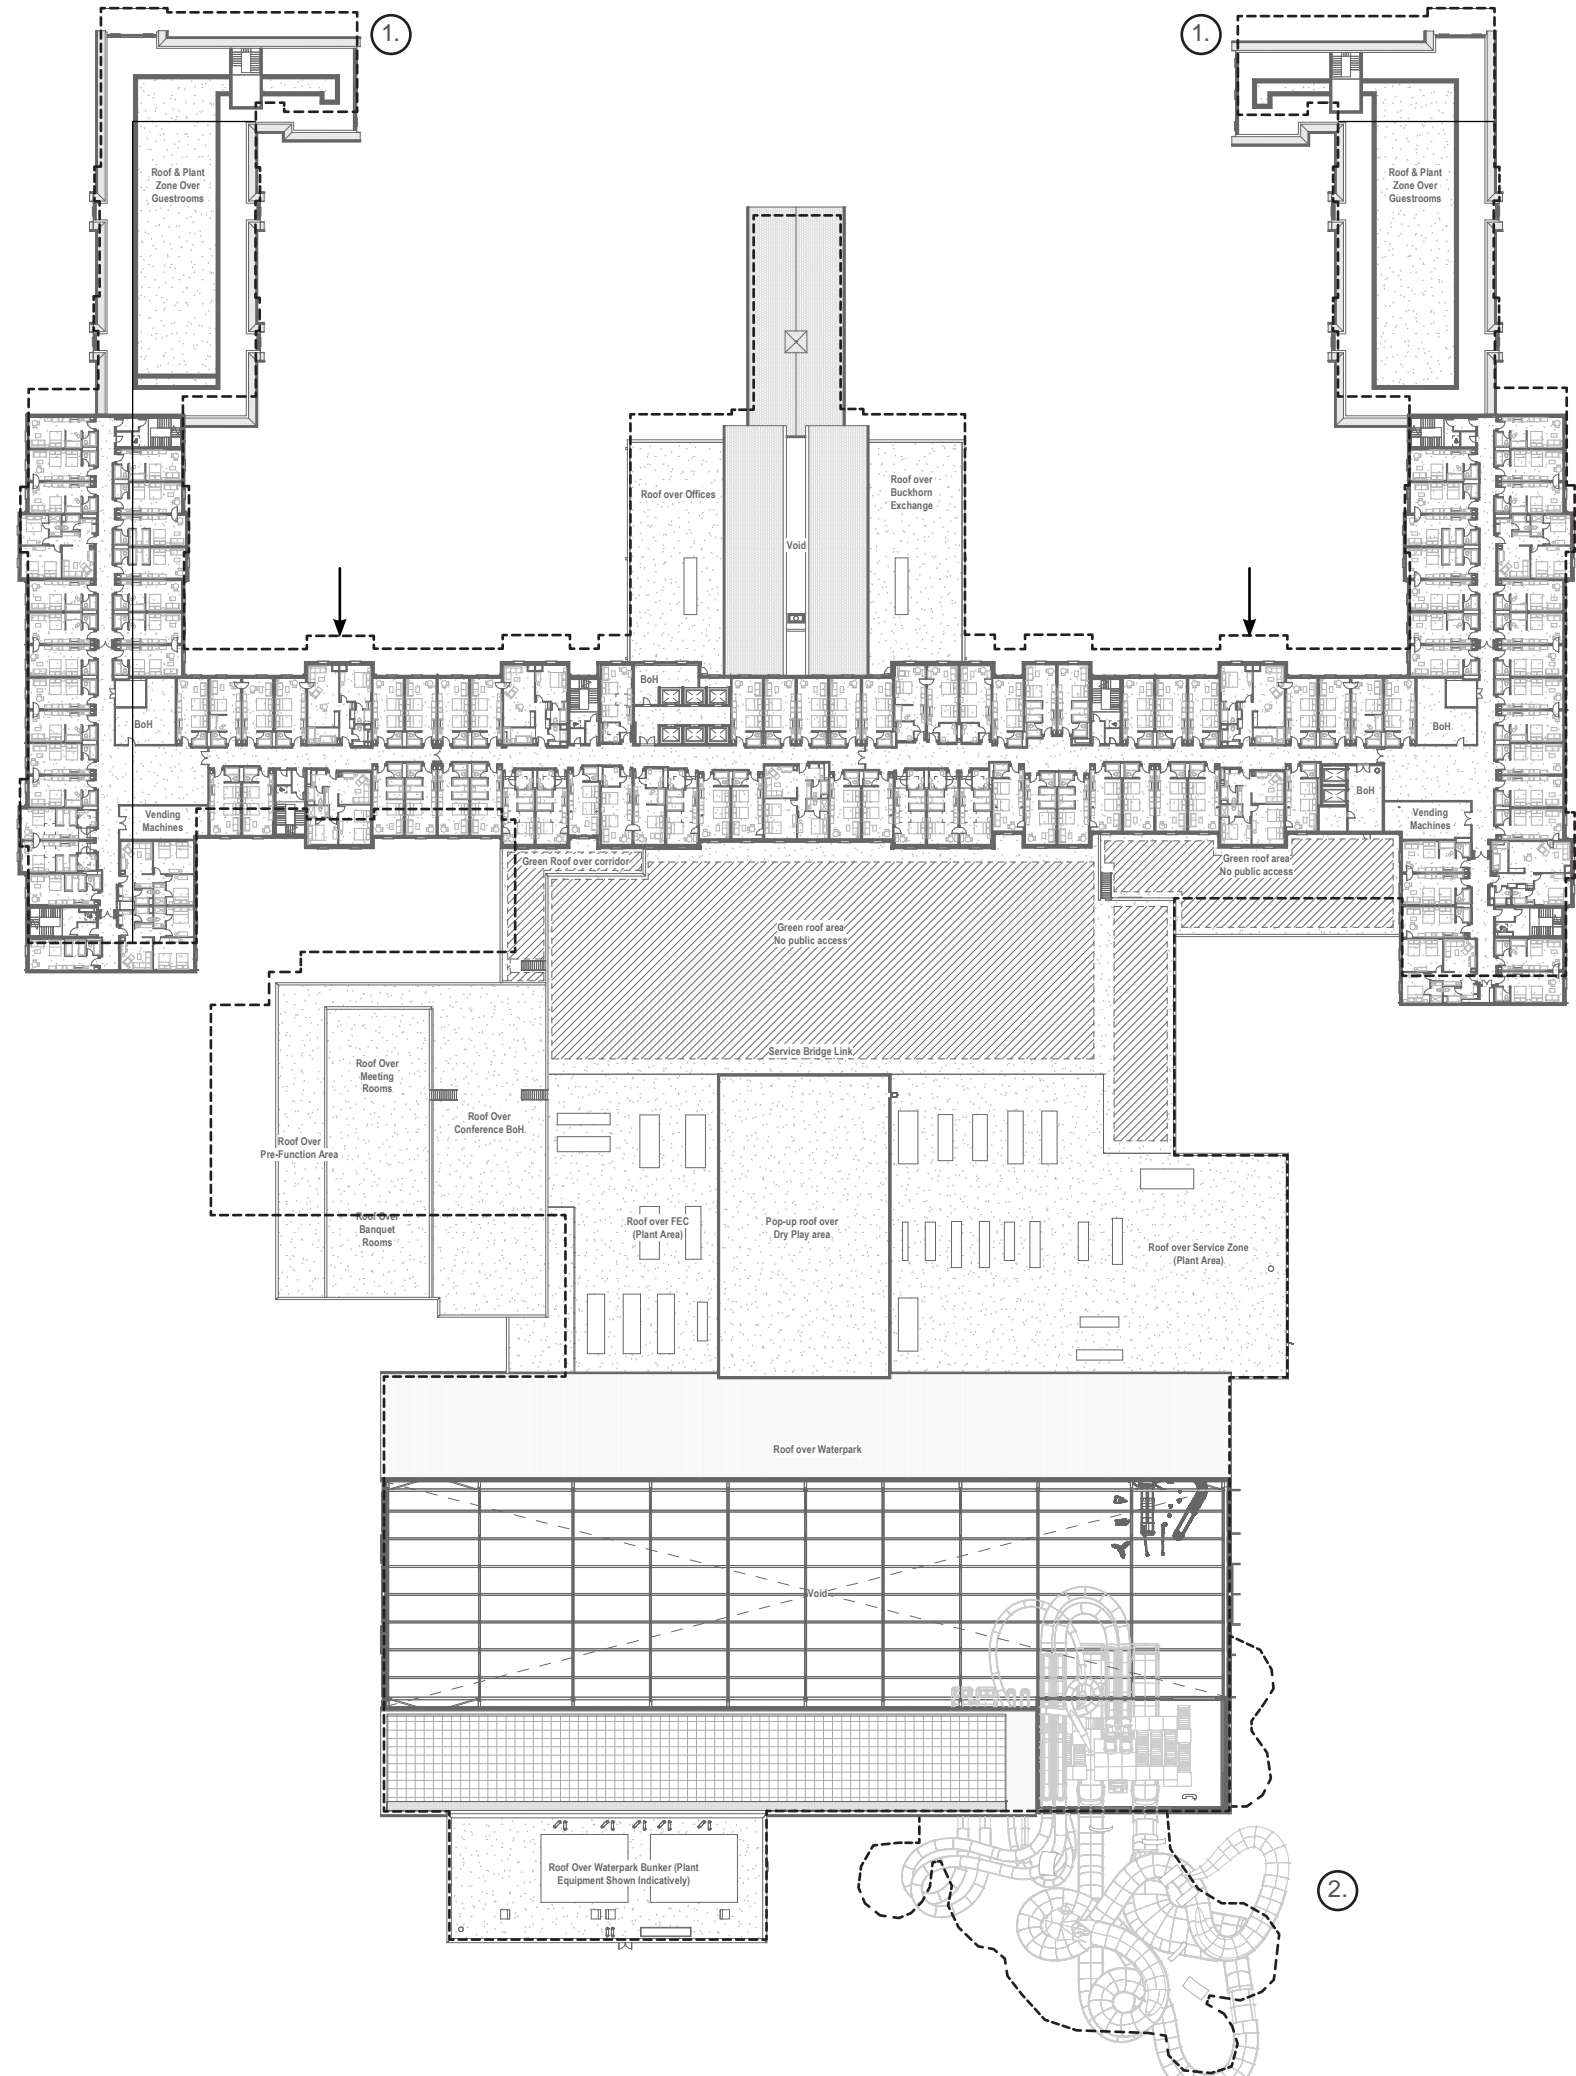 1.
1.
Roof & Plant
Zone Over
Guestrooms
Roof & Plant
Zone Over
Guestrooms
Roof over Offices
Roof over
Buckhorn
Exchange
Void
BoH
BoH
BoH
BoH
Vending
Machines
Vending
Machines
Green Roof over corridor
Green roof area
No public access
Green roof area
No public access
Service Bridge Link
Roof Over
Meeting
Rooms
Roof Over
Conference BoH
Roof Over
Pre-Function Area
Roof Over
Banquet
Rooms
Roof over FEC
(Plant Area)
Pop-up roof over
Dry Play area
Roof over Service Zone
(Plant Area)
Roof over Waterpark
Void
Roof Over Waterpark Bunker (Plant
Equipment Shown Indicatively)
2.